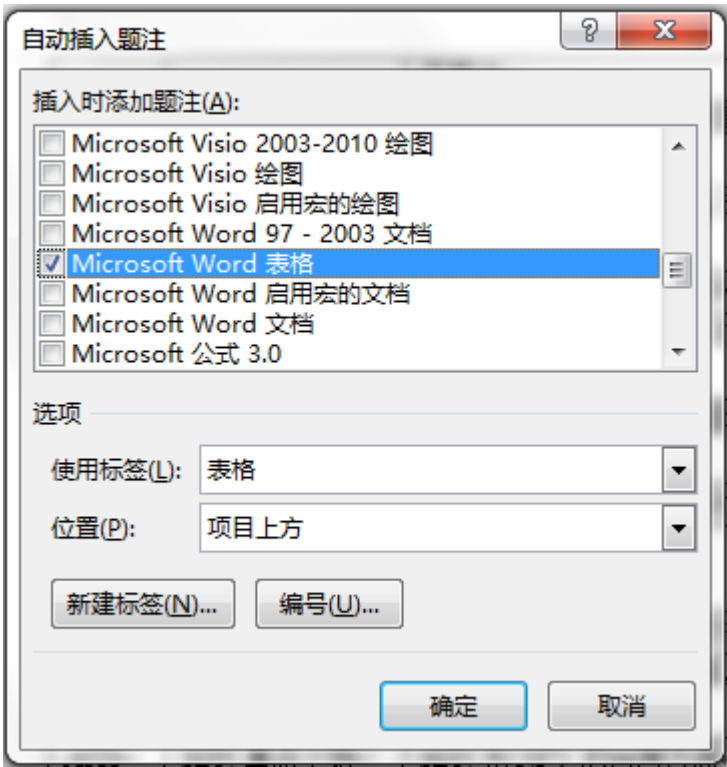 自动插入题注
插入时添加题注(A):
Microsoft Visio 2003-2010 绘图
Microsoft Visio 绘图
Microsoft Visio 启用宏的绘图
Microsoft Word 97 - 2003 文档
Microsoft Word 表格
Microsoft Word 启用宏的文档
Microsoft Word 文档
Microsoft 公式 3.0
选项
使用标签(L): 表格
位置(P): 项目上方
新建标签(N)... 编号(U)...
确定 取消